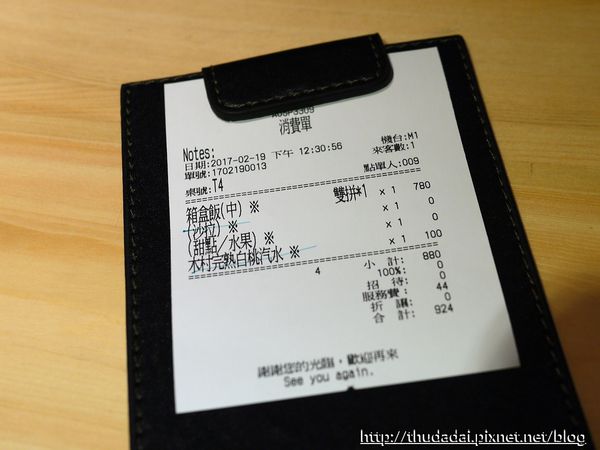 消費單
Notes:
日期:2017-02-19 下午 12:30:56 機台:M1
單號:1702190013 來客數:1
桌號:T4 點單人:009
箱盒飯(中) ※ 雙拼*1 x 1 780
(沙拉) ※ x 1 0
(甜點/水果) ※ x 1 0
木村完熟白桃汽水 ※ x 1 100
4 小 計: 880
100%: 0
招 待: 0
服務費: 44
折 讓: 0
合 計: 924
謝謝您的光臨，歡迎再來
See you again.
http://thudadai.pixnet.net/blog